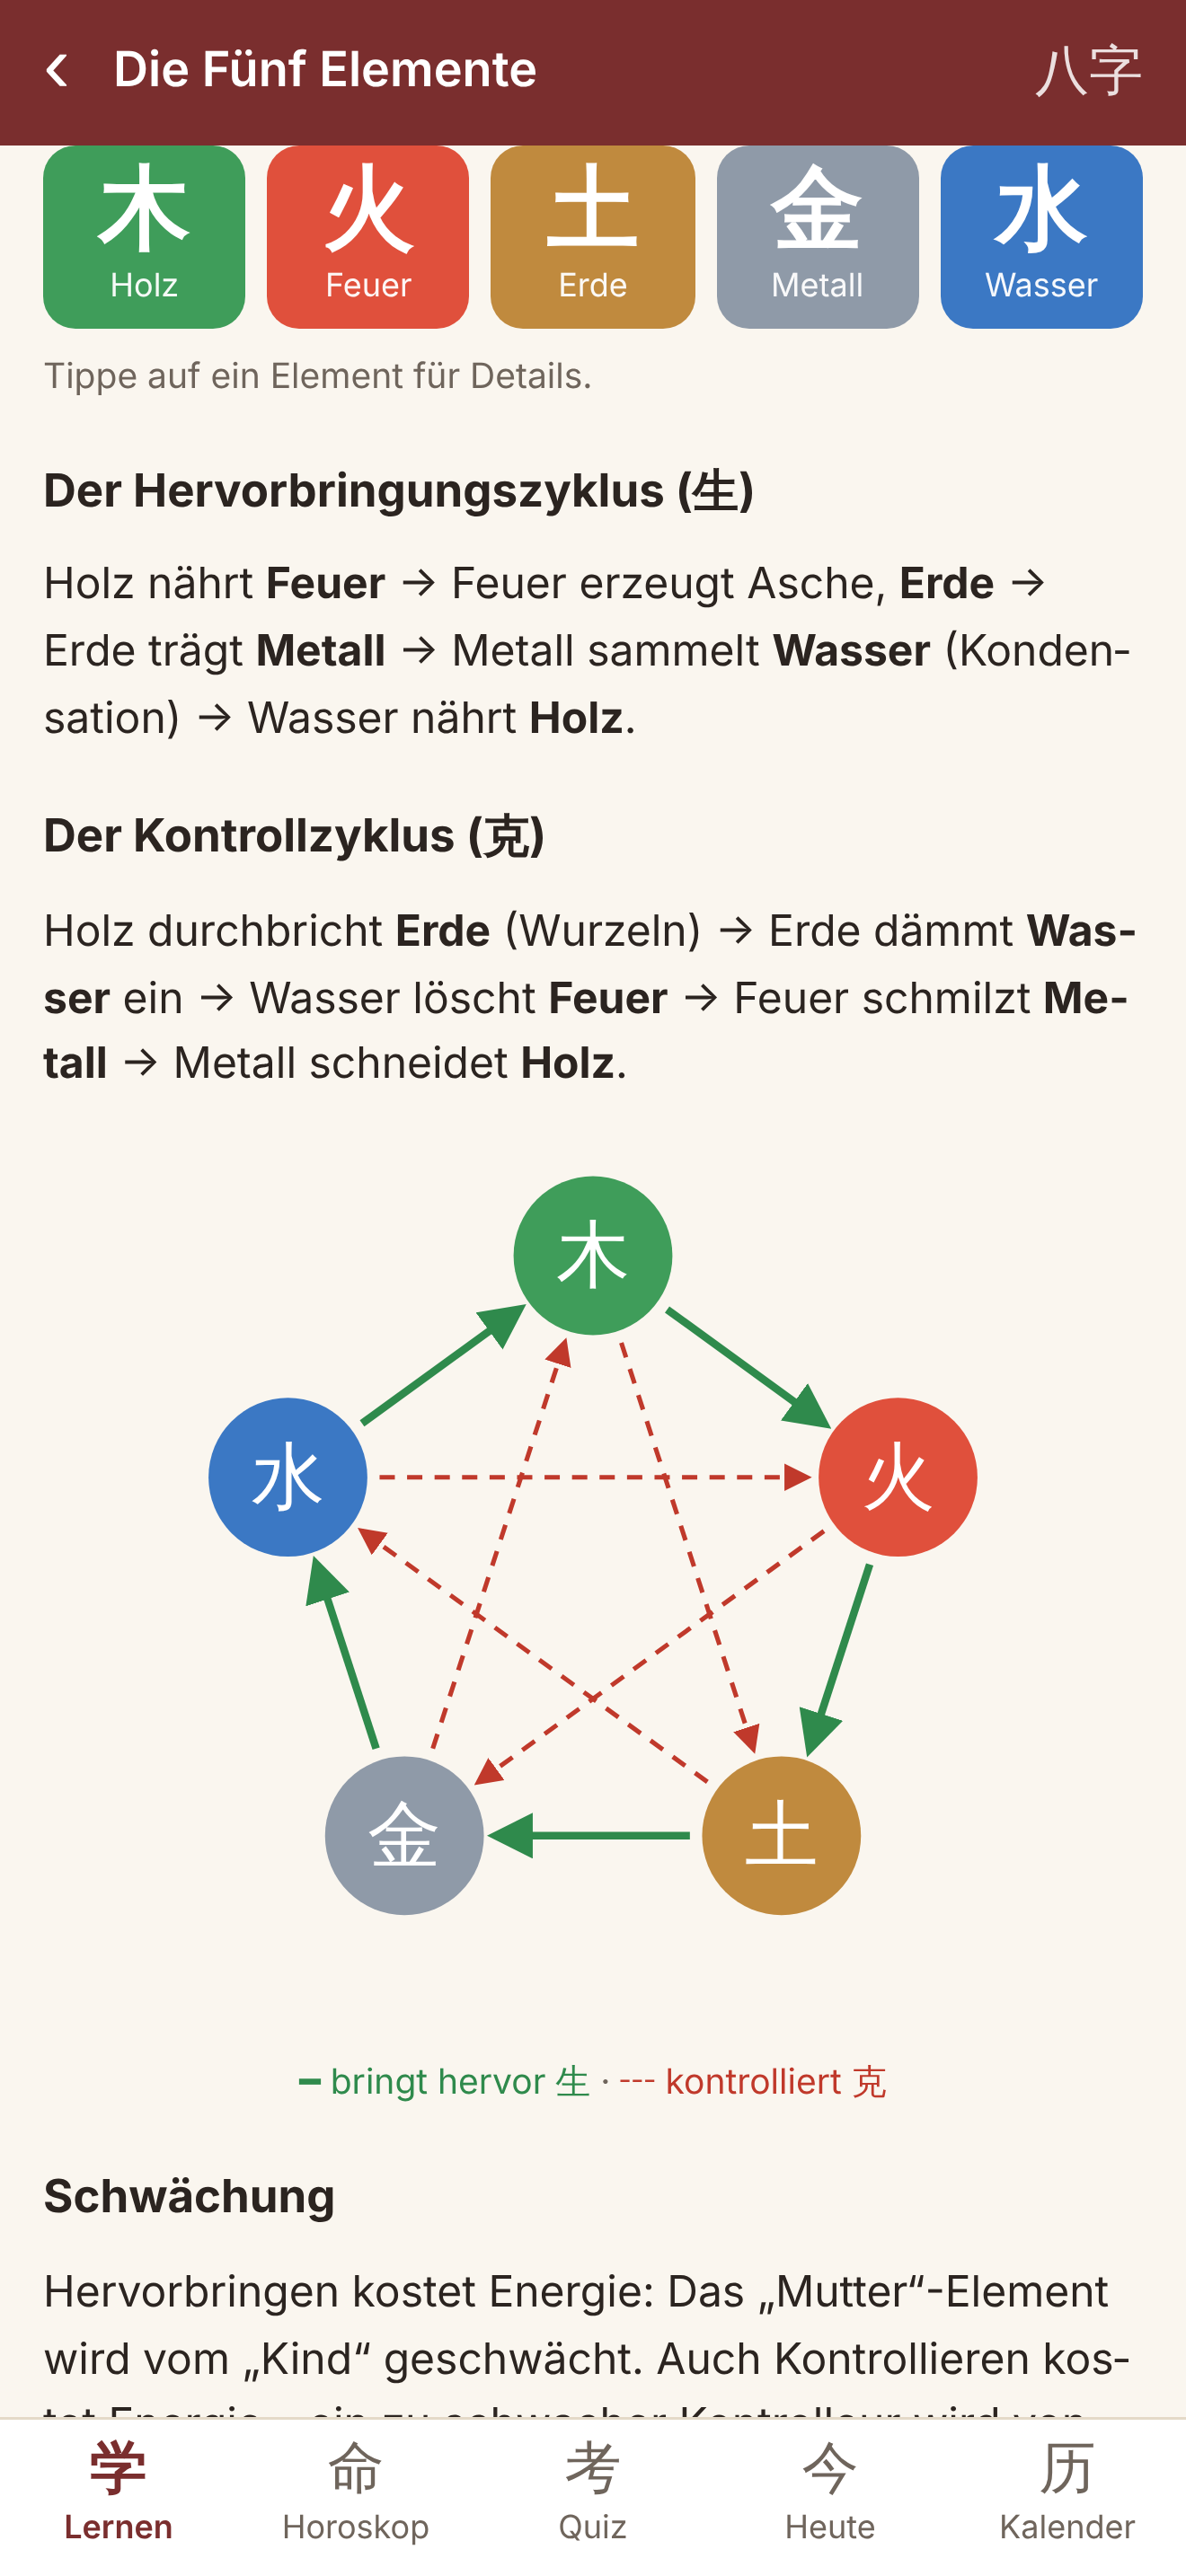 ‹ Die Fünf Elemente 八字
木 火 土 金 水
Holz Feuer Erde Metall Wasser
Tippe auf ein Element für Details.
Der Hervorbringungszyklus (生)
Holz nährt Feuer → Feuer erzeugt Asche, Erde →
Erde trägt Metall → Metall sammelt Wasser (Konden-
sation) → Wasser nährt Holz.
Der Kontrollzyklus (克)
Holz durchbricht Erde (Wurzeln) → Erde dämmt Was-
ser ein → Wasser löscht Feuer → Feuer schmilzt Me-
tall → Metall schneidet Holz.
木
水 火
金 土
━ bringt hervor 生 · --- kontrolliert 克
Schwächung
Hervorbringen kostet Energie: Das „Mutter“-Element
wird vom „Kind“ geschwächt. Auch Kontrollieren kos-
学 命 考 今 历
Lernen Horoskop Quiz Heute Kalender